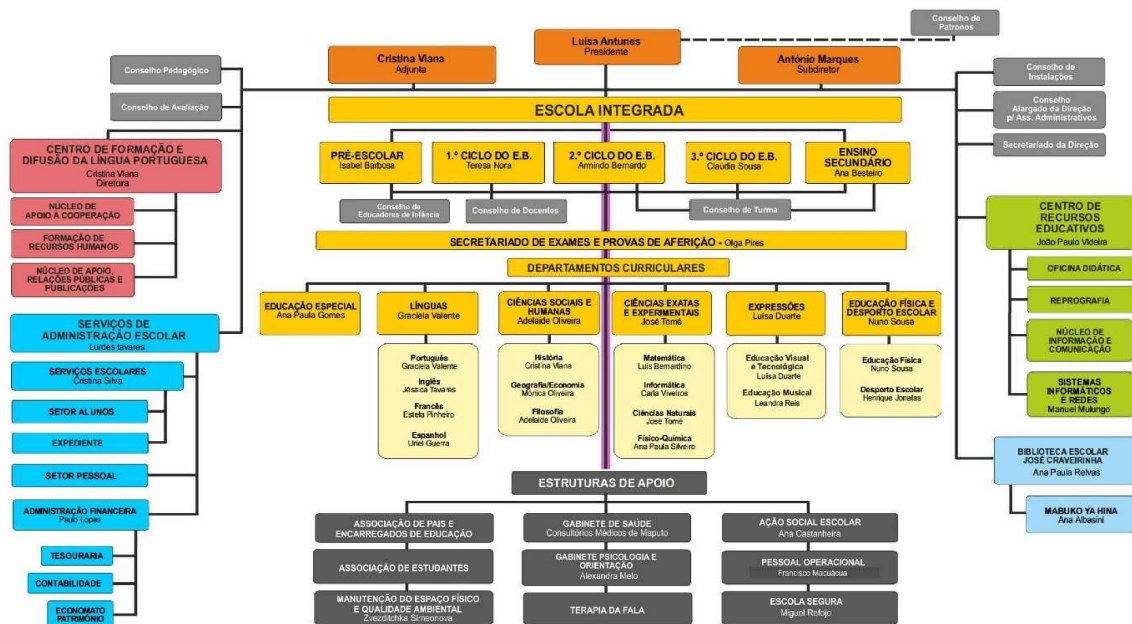 Conselho de
Patronos
Luisa Antunes
Presidente
Cristina Viana
Adjunta
António Marques
Subdiretor
Conselho Pedagógico
Conselho de Avaliação
Conselho de
Instalações
Conselho
Alargado da Direção
p/ Ass. Administrativos
Secretariado da Direção
ESCOLA INTEGRADA
PRÉ-ESCOLAR
Isabel Barbosa
1.º CICLO DO E.B.
Teresa Nora
2.º CICLO DO E.B.
Armindo Bernardo
3.º CICLO DO E.B.
Claúdia Sousa
ENSINO
SECUNDÁRIO
Ana Besteiro
Conselho de
Educadores de Infância
Conselho de Docentes
Conselho de Turma
SECRETARIADO DE EXAMES E PROVAS DE AFERIÇÃO - Olga Pires
DEPARTAMENTOS CURRICULARES
EDUCAÇÃO ESPECIAL
Ana Paula Gomes
LÍNGUAS
Graciela Valente
CIÊNCIAS SOCIAIS E
HUMANAS
Adelaide Oliveira
CIÊNCIAS EXATAS
E EXPERIMENTAIS
José Tomé
EXPRESSÕES
Luísa Duarte
EDUCAÇÃO FÍSICA E
DESPORTO ESCOLAR
Nuno Sousa
Português
Graciela Valente
Inglês
Jéssica Tavares
Francês
Estela Pinheiro
Espanhol
Uriel Guerra
História
Cristina Viana
Geografia/Economia
Mónica Oliveira
Filosofia
Adelaide Oliveira
Matemática
Luís Bernardino
Informática
Carla Viveiros
Ciências Naturais
José Tomé
Físico-Química
Ana Paula Silveiro
Educação Visual
e Tecnológica
Luísa Duarte
Educação Musical
Leandra Reis
Educação Física
Nuno Sousa
Desporto Escolar
Henrique Jonatas
CENTRO DE FORMAÇÃO E
DIFUSÃO DA LÍNGUA PORTUGUESA
Cristina Viana
Diretora
NÚCLEO DE
APOIO À COOPERAÇÃO
FORMAÇÃO DE
RECURSOS HUMANOS
NÚCLEO DE APOIO,
RELAÇÕES PÚBLICAS E
PUBLICAÇÕES
SERVIÇOS DE
ADMINISTRAÇÃO ESCOLAR
Lurdes tavares
SERVIÇOS ESCOLARES
Cristina Silva
SETOR ALUNOS
EXPEDIENTE
SETOR PESSOAL
ADMINISTRAÇÃO FINANCEIRA
Paulo Lopes
TESOURARIA
CONTABILIDADE
ECONOMATO
PATRIMÓNIO
CENTRO DE
RECURSOS
EDUCATIVOS
João Paulo Videira
OFICINA DIDÁTICA
REPROGRAFIA
NÚCLEO DE
INFORMAÇÃO E
COMUNICAÇÃO
SISTEMAS
INFORMÁTICOS
E REDES
Manuel Mulungo
BIBLIOTECA ESCOLAR
JOSÉ CRAVEIRINHA
Ana Paula Relvas
MABUKO YA HINA
Ana Albasini
ESTRUTURAS DE APOIO
ASSOCIAÇÃO DE PAIS E
ENCARREGADOS DE EDUCAÇÃO
ASSOCIAÇÃO DE ESTUDANTES
MANUTENÇÃO DO ESPAÇO FÍSICO
E QUALIDADE AMBIENTAL
Zvezditchka Simeonova
GABINETE DE SAÚDE
Consultórios Médicos de Maputo
GABINETE PSICOLOGIA E
ORIENTAÇÃO
Alexandra Melo
TERAPIA DA FALA
AÇÃO SOCIAL ESCOLAR
Ana Castanheira
PESSOAL OPERACIONAL
Francisco Macuácua
ESCOLA SEGURA
Miguel Refojo